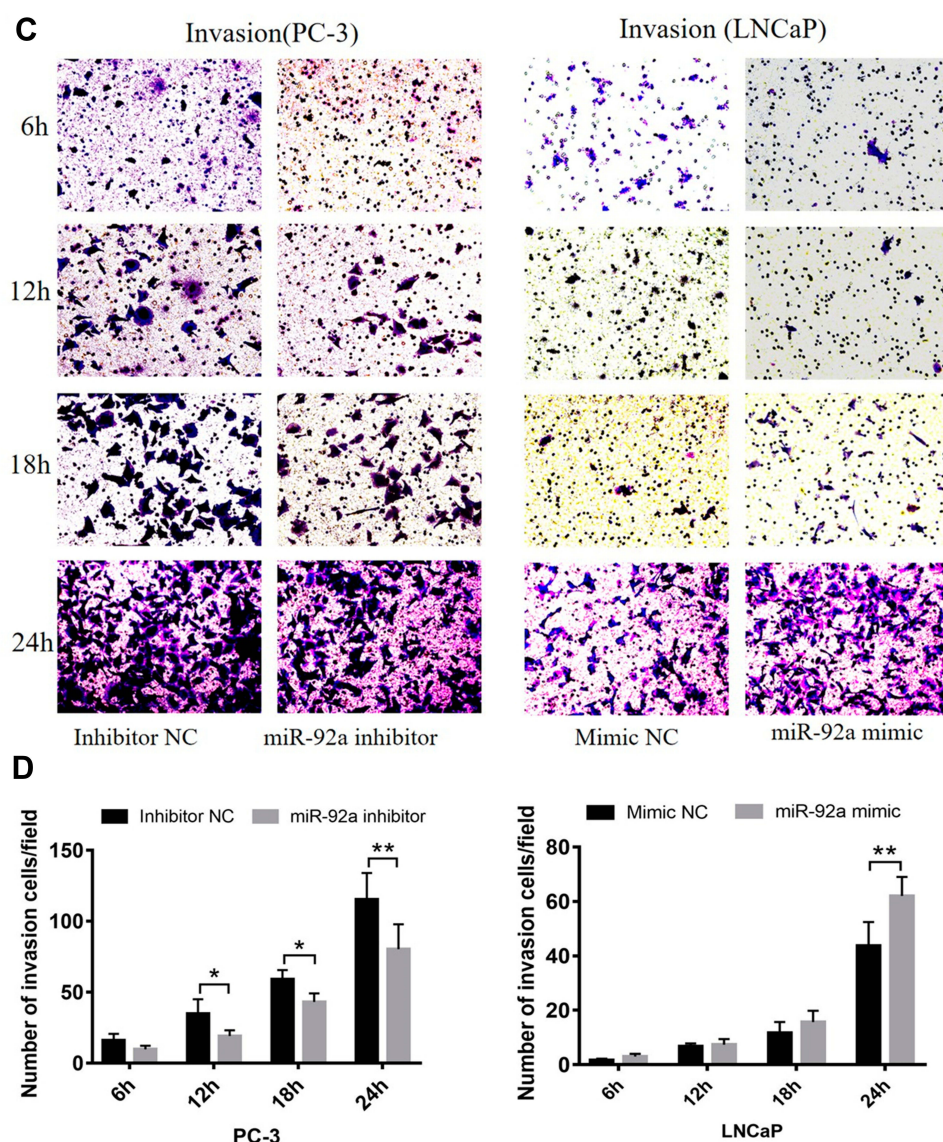 C
Invasion(PC-3)
Invasion (LNCaP)
6h
12h
18h
24h
Inhibitor NC
miR-92a inhibitor
Mimic NC
miR-92a mimic
D
Inhibitor NC
miR-92a inhibitor
Number of invasion cells/field
150
100
50
0
*
*
**
6h
12h
18h
24h
PC-3
Mimic NC
miR-92a mimic
Number of invasion cells/field
80
60
40
20
0
**
6h
12h
18h
24h
LNCaP